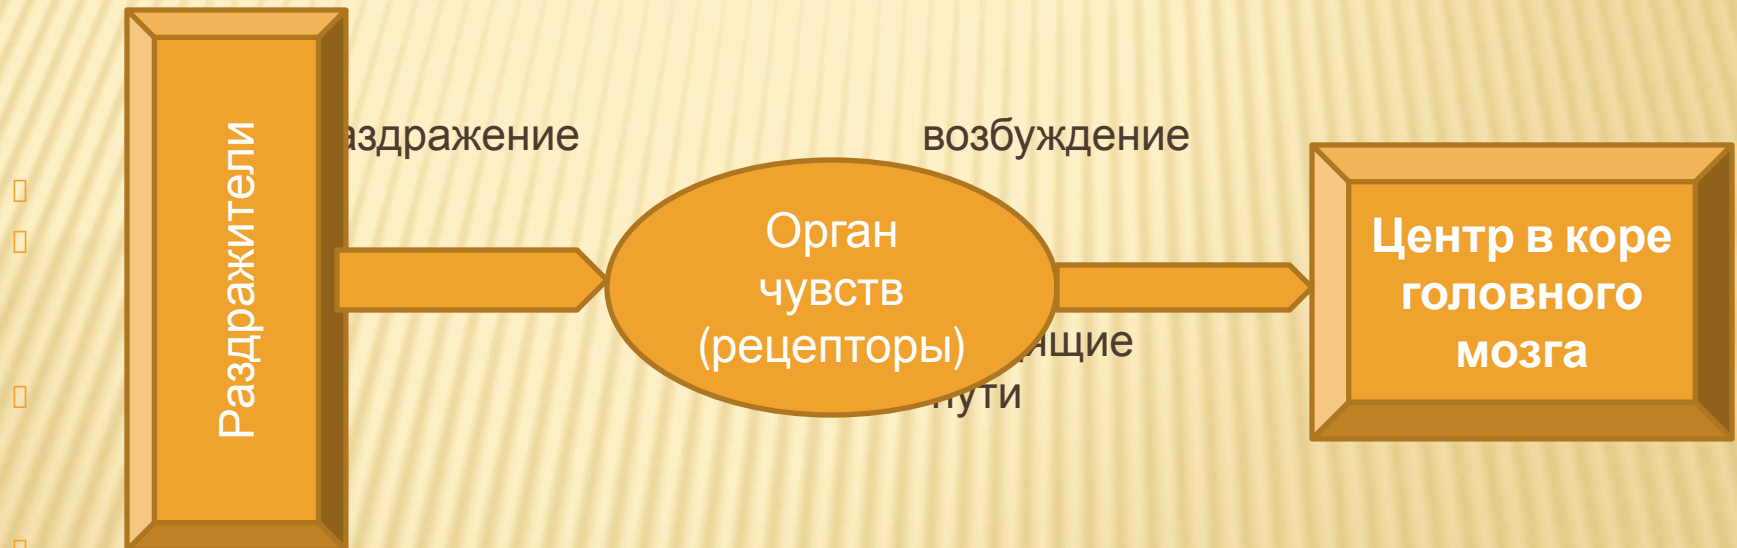 Раздражители
аздражение
возбуждение
Орган
чувств
(рецепторы)
ящие
пути
Центр в коре
головного
мозга